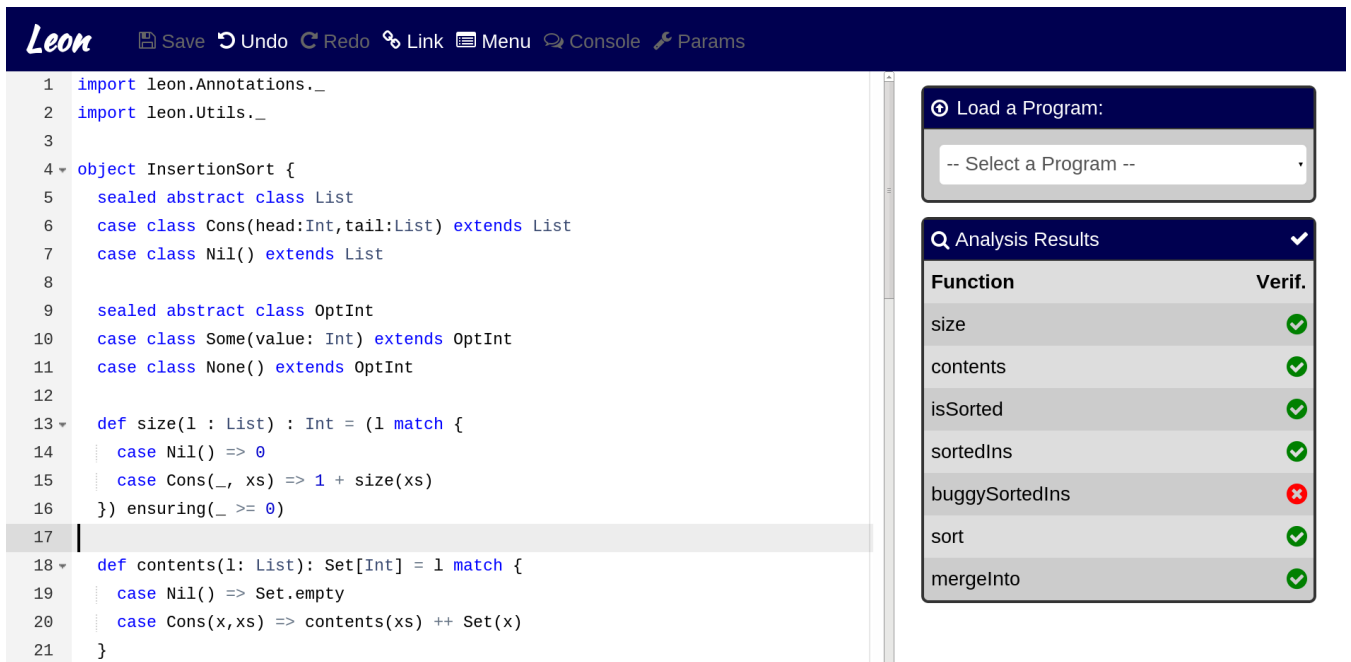 Leon Save Undo Redo Link Menu Console Params
1 import leon.Annotations._
2 import leon.Utils._
3
4 object InsertionSort {
5   sealed abstract class List
6   case class Cons(head:Int,tail:List) extends List
7   case class Nil() extends List
8
9   sealed abstract class OptInt
10   case class Some(value: Int) extends OptInt
11   case class None() extends OptInt
12
13   def size(l : List) : Int = (l match {
14     case Nil() => 0
15     case Cons(_, xs) => 1 + size(xs)
16   }) ensuring(_ >= 0)
17
18   def contents(l: List): Set[Int] = l match {
19     case Nil() => Set.empty
20     case Cons(x,xs) => contents(xs) ++ Set(x)
21   }
Load a Program:
-- Select a Program --
Analysis Results
Function Verif.
size
contents
isSorted
sortedIns
buggySortedIns
sort
mergeInto